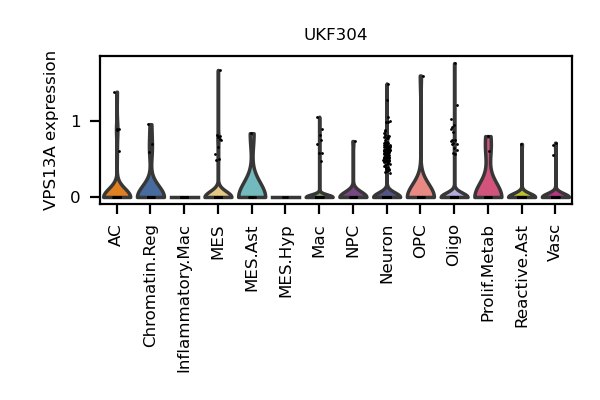 UKF304
VPS13A expression
1
0
AC
Chromatin.Reg
Inflammatory.Mac
MES
MES.Ast
MES.Hyp
Mac
NPC
Neuron
OPC
Oligo
Prolif.Metab
Reactive.Ast
Vasc